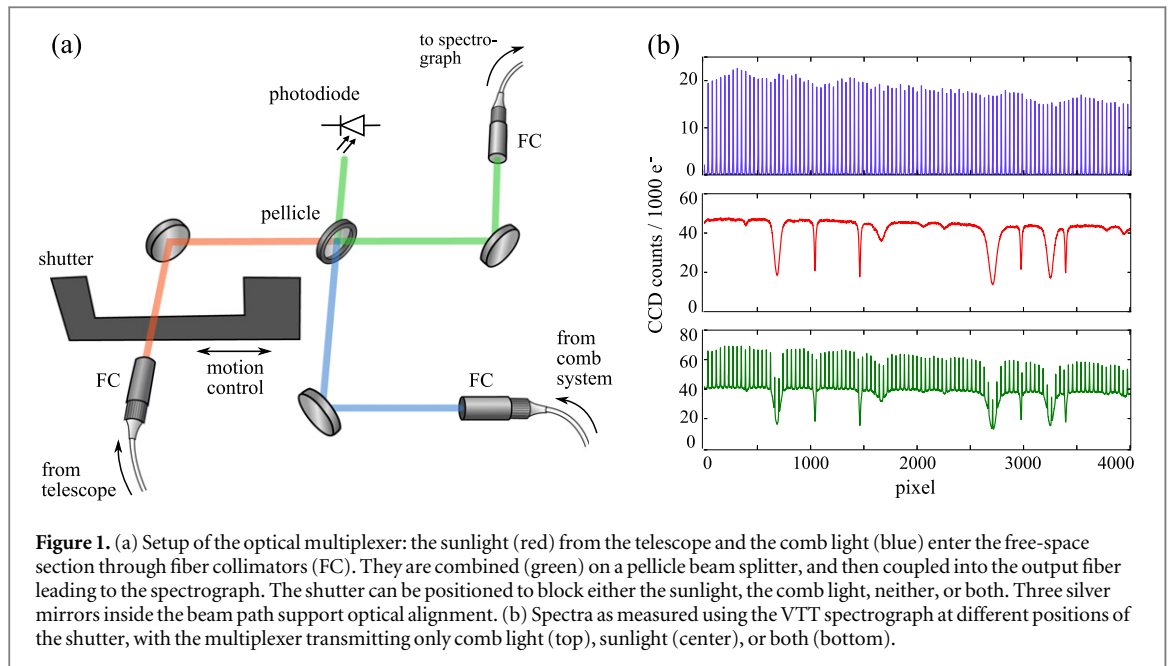 (a)
to spectro-
graph
photodiode
FC
pellicle
shutter
FC
motion
control
FC
from
comb
system
from
telescope
(b)
CCD counts / 1000 e⁻
20
10
0
60
40
20
0
80
60
40
20
0
0 1000 2000 3000 4000
pixel
Figure 1. (a) Setup of the optical multiplexer: the sunlight (red) from the telescope and the comb light (blue) enter the free-space
section through fiber collimators (FC). They are combined (green) on a pellicle beam splitter, and then coupled into the output fiber
leading to the spectrograph. The shutter can be positioned to block either the sunlight, the comb light, neither, or both. Three silver
mirrors inside the beam path support optical alignment. (b) Spectra as measured using the VTT spectrograph at different positions of
the shutter, with the multiplexer transmitting only comb light (top), sunlight (center), or both (bottom).